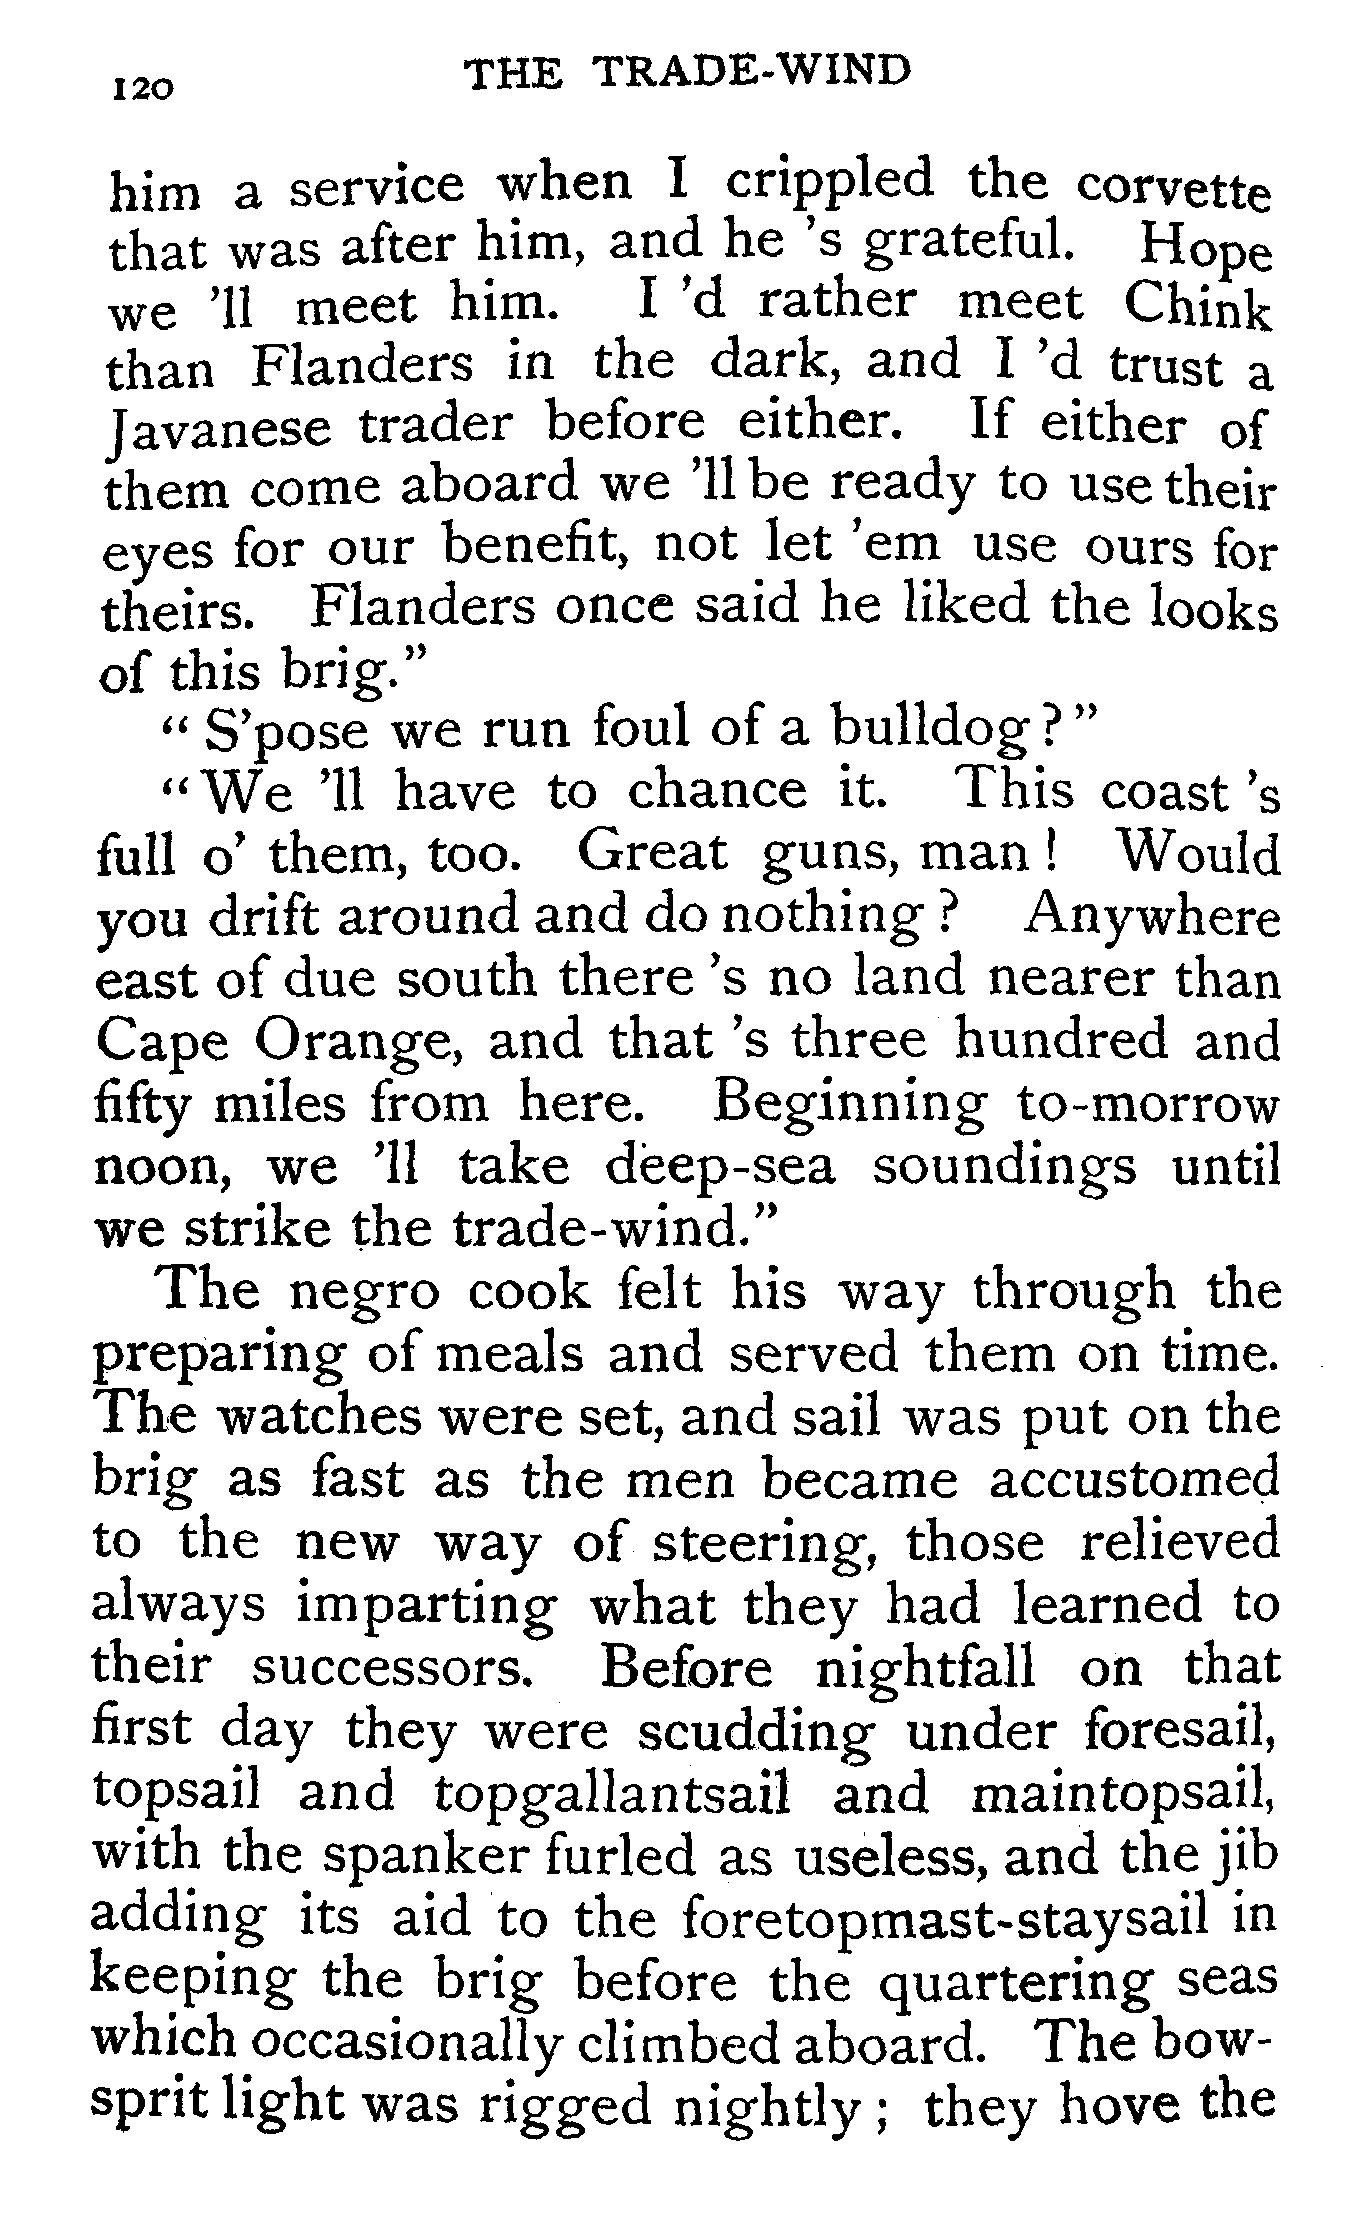 120 THE TRADE-WIND
him a service when I crippled the corvette
that was after him, and he 's grateful. Hope
we 'll meet him. I 'd rather meet Chink
than Flanders in the dark, and I 'd trust a
Javanese trader before either. If either of
them come aboard we 'll be ready to use their
eyes for our benefit, not let 'em use ours for
theirs. Flanders once said he liked the looks
of this brig."
"S'pose we run foul of a bulldog?"
"We 'll have to chance it. This coast 's
full o' them, too. Great guns, man! Would
you drift around and do nothing? Anywhere
east of due south there 's no land nearer than
Cape Orange, and that 's three hundred and
fifty miles from here. Beginning to-morrow
noon, we 'll take deep-sea soundings until
we strike the trade-wind."
The negro cook felt his way through the
preparing of meals and served them on time.
The watches were set, and sail was put on the
brig as fast as the men became accustomed
to the new way of steering, those relieved
always imparting what they had learned to
their successors. Before nightfall on that
first day they were scudding under foresail,
topsail and topgallantsail and maintopsail,
with the spanker furled as useless, and the jib
adding its aid to the foretopmast-staysail in
keeping the brig before the quartering seas
which occasionally climbed aboard. The bow-
sprit light was rigged nightly; they hove the